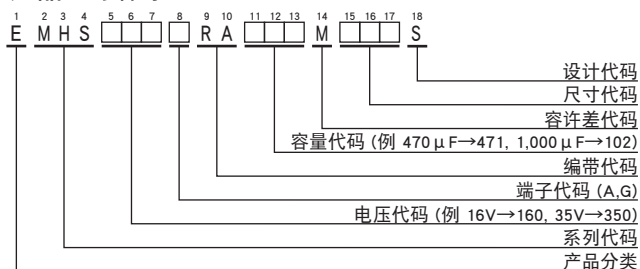 1 2 3 4 5 6 7 8 9 10 11 12 13 14 15 16 17 18
E M H S □□□ □ R A □□□ M □□□ S
设计代码
尺寸代码
容许差代码
容量代码 (例 470μF→471, 1,000μF→102)
编带代码
端子代码 (A,G)
电压代码 (例 16V→160, 35V→350)
系列代码
产品分类